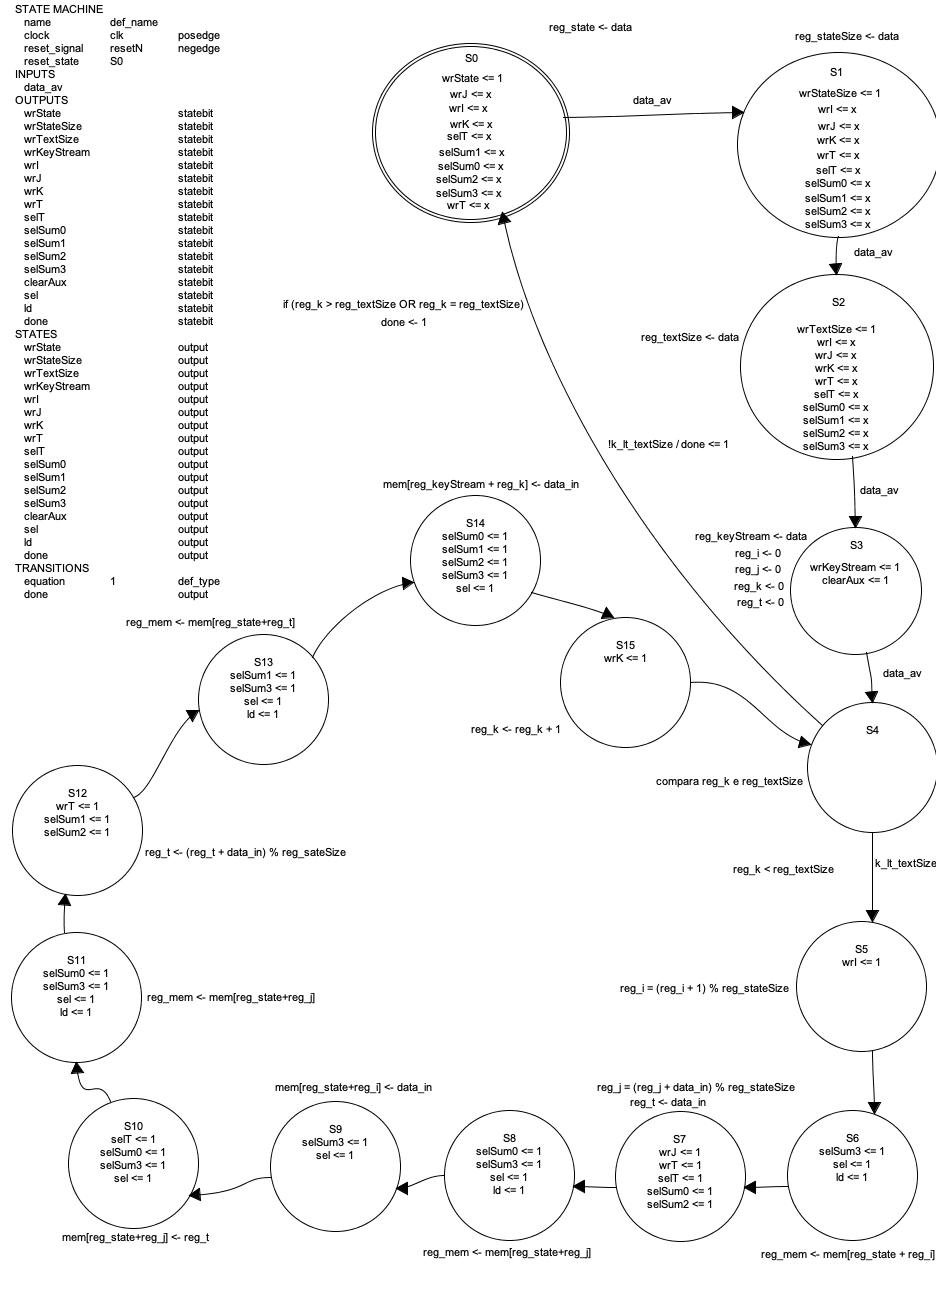 STATE MACHINE
name def_name
clock clk posedge
reset_signal resetN negedge
reset_state S0
INPUTS
data_av
OUTPUTS
wrState statebit
wrStateSize statebit
wrTextSize statebit
wrKeyStream statebit
wrI statebit
wrJ statebit
wrK statebit
wrT statebit
selT statebit
selSum0 statebit
selSum1 statebit
selSum2 statebit
selSum3 statebit
clearAux statebit
sel statebit
ld statebit
done statebit
STATES
wrState output
wrStateSize output
wrTextSize output
wrKeyStream output
wrI output
wrJ output
wrK output
wrT output
selT output
selSum0 output
selSum1 output
selSum2 output
selSum3 output
clearAux output
sel output
ld output
done output
TRANSITIONS
equation 1 def_type
done output
reg_state <- data
S0
wrState <= 1
wrJ <= x
wrI <= x
wrK <= x
selT <= x
selSum1 <= x
selSum0 <= x
selSum2 <= x
selSum3 <= x
wrT <= x
data_av
reg_stateSize <- data
S1
wrStateSize <= 1
wrI <= x
wrJ <= x
wrK <= x
wrT <= x
selT <= x
selSum0 <= x
selSum1 <= x
selSum2 <= x
selSum3 <= x
data_av
reg_textSize <- data
S2
wrTextSize <= 1
wrI <= x
wrJ <= x
wrK <= x
wrT <= x
selT <= x
selSum0 <= x
selSum1 <= x
selSum2 <= x
selSum3 <= x
data_av
reg_keyStream <- data
reg_i <- 0
reg_j <- 0
reg_k <- 0
reg_t <- 0
S3
wrKeyStream <= 1
clearAux <= 1
data_av
if (reg_k > reg_textSize OR reg_k = reg_textSize)
done <- 1
!k_lt_textSize / done <= 1
S4
compara reg_k e reg_textSize
reg_k < reg_textSize
k_lt_textSize
S5
wrI <= 1
reg_i = (reg_i + 1) % reg_stateSize
S6
selSum3 <= 1
sel <= 1
ld <= 1
reg_mem <- mem[reg_state + reg_i]
reg_j = (reg_j + data_in) % reg_stateSize
reg_t <- data_in
S7
wrJ <= 1
wrT <= 1
selT <= 1
selSum0 <= 1
selSum2 <= 1
S8
selSum0 <= 1
selSum3 <= 1
sel <= 1
ld <= 1
reg_mem <- mem[reg_state+reg_j]
mem[reg_state+reg_i] <- data_in
S9
selSum3 <= 1
sel <= 1
S10
selT <= 1
selSum0 <= 1
selSum3 <= 1
sel <= 1
mem[reg_state+reg_j] <- reg_t
S11
selSum0 <= 1
selSum3 <= 1
sel <= 1
ld <= 1
reg_mem <- mem[reg_state+reg_j]
S12
wrT <= 1
selSum1 <= 1
selSum2 <= 1
reg_t <- (reg_t + data_in) % reg_sateSize
reg_mem <- mem[reg_state+reg_t]
S13
selSum1 <= 1
selSum3 <= 1
sel <= 1
ld <= 1
mem[reg_keyStream + reg_k] <- data_in
S14
selSum0 <= 1
selSum1 <= 1
selSum2 <= 1
selSum3 <= 1
sel <= 1
S15
wrK <= 1
reg_k <- reg_k + 1